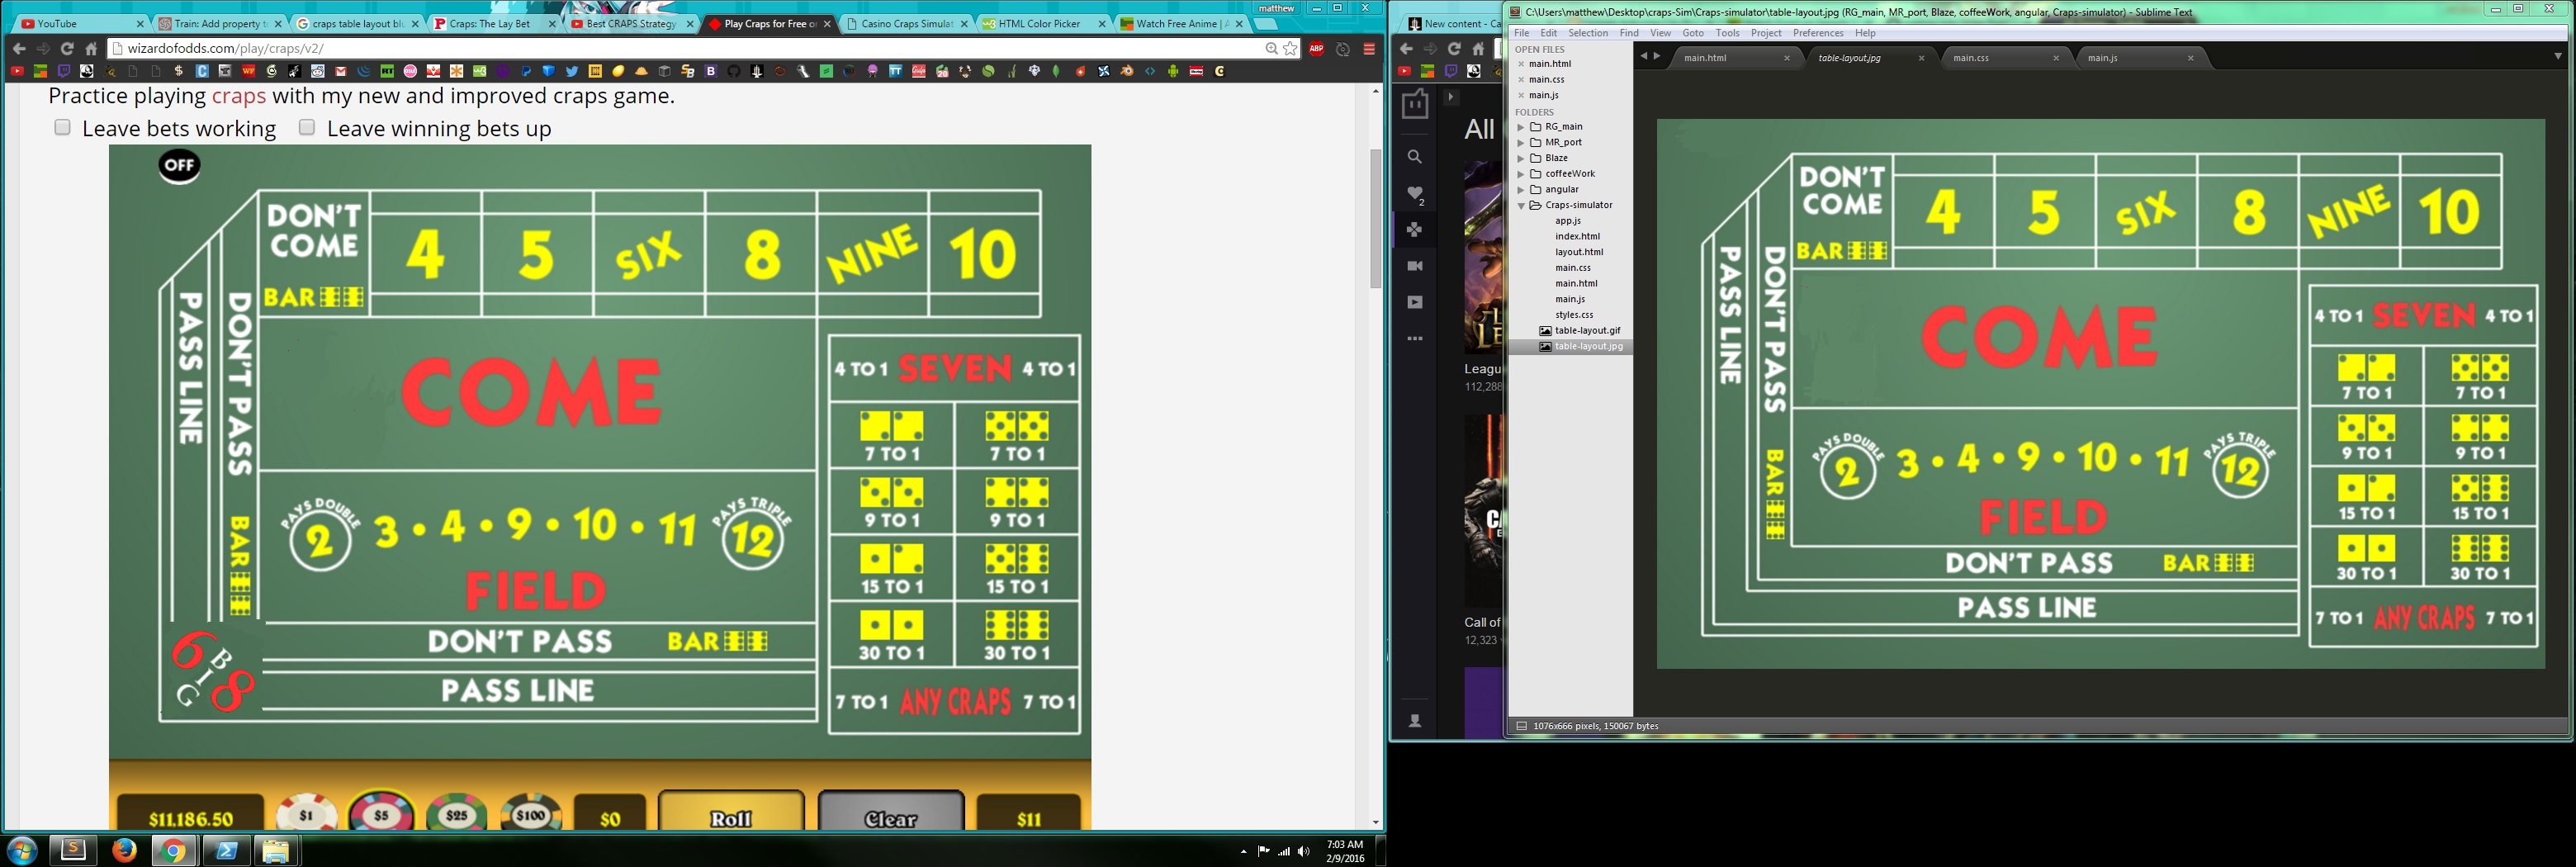 YouTube
Train: Add property t
craps table layout bl
Craps: The Lay Bet
Best CRAPS Strategy
Play Craps for Free o
Casino Craps Simulat
HTML Color Picker
Watch Free Anime | A
matthew
wizardofodds.com/play/craps/v2/
ABP
Practice playing craps with my new and improved craps game.
Leave bets working
Leave winning bets up
OFF
DON'T COME
BAR
4
5
SIX
8
NINE
10
PASS LINE
DON'T PASS
BAR
COME
PAYS DOUBLE
2
3 • 4 • 9 • 10 • 11
PAYS TRIPLE
12
FIELD
DON'T PASS
BAR
PASS LINE
6
BIG
8
4 TO 1 SEVEN 4 TO 1
7 TO 1
7 TO 1
9 TO 1
9 TO 1
15 TO 1
15 TO 1
30 TO 1
30 TO 1
7 TO 1 ANY CRAPS 7 TO 1
$11,186.50
$1
$5
$25
$100
$0
Roll
Clear
$11
7:03 AM
2/9/2016
New content - Ca
All
2
Leagu
112,288
Call of
12,323
C:\Users\matthew\Desktop\craps-Sim\Craps-simulator\table-layout.jpg (RG_main, MR_port, Blaze, coffeeWork, angular, Craps-simulator) - Sublime Text
File Edit Selection Find View Goto Tools Project Preferences Help
OPEN FILES
main.html
main.css
main.js
FOLDERS
RG_main
MR_port
Blaze
coffeeWork
angular
Craps-simulator
app.js
index.html
layout.html
main.css
main.html
main.js
styles.css
table-layout.gif
table-layout.jpg
main.html
table-layout.jpg
main.css
main.js
DON'T COME
BAR
4
5
SIX
8
NINE
10
PASS LINE
DON'T PASS
BAR
COME
PAYS DOUBLE
2
3 • 4 • 9 • 10 • 11
PAYS TRIPLE
12
FIELD
DON'T PASS
BAR
PASS LINE
4 TO 1 SEVEN 4 TO 1
7 TO 1
7 TO 1
9 TO 1
9 TO 1
15 TO 1
15 TO 1
30 TO 1
30 TO 1
7 TO 1 ANY CRAPS 7 TO 1
1076x666 pixels, 150067 bytes